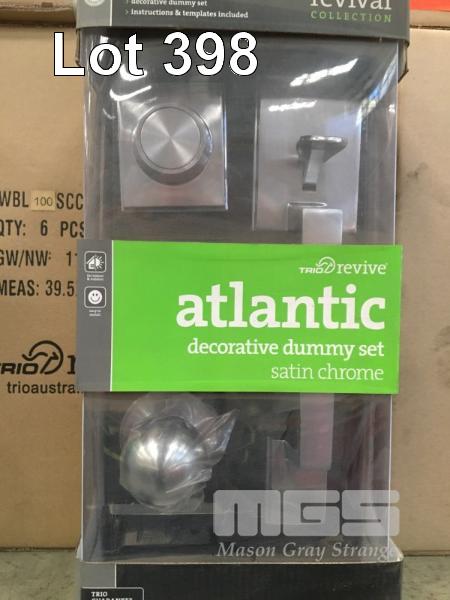 revival
decorative dummy set
instructions & templates included
COLLECTION
Lot 398
WBL 100 SCC
QTY: 6 PCS
GW/NW:
MEAS: 39.5
TRIO
trioaustra
TRIO revive
atlantic
decorative dummy set
satin chrome
MGS
Mason Gray Strange
TRIO
GUARANTEE